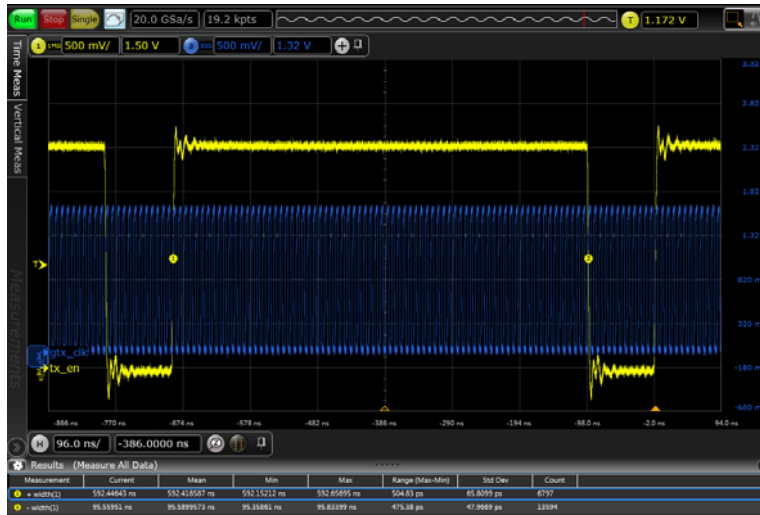 Run Stop Single 20.0 GSa/s 19.2 kpts T 1.172 V
1 1MΩ 500 mV/ 1.50 V 2 500 mV/ 1.32 V
Time Meas
Vertical Meas
Measurements
2.82
2.32
1.82
1.32
820 m
320 m
-180 m
-680 m
T
1
2
gtx_clk
tx_en
-866 ns -770 ns -674 ns -578 ns -482 ns -386 ns -290 ns -194 ns -98.0 ns -2.0 ns 94.0 ns
H 96.0 ns/ -386.0000 ns
Results (Measure All Data)
Measurement Current Mean Min Max Range (Max-Min) Std Dev Count
+ width(1) 592.44643 ns 592.418587 ns 592.15212 ns 592.65695 ns 504.83 ps 65.8099 ps 6797
- width(1) 95.55951 ns 95.5899573 ns 95.35861 ns 95.83399 ns 475.38 ps 47.9669 ps 13594